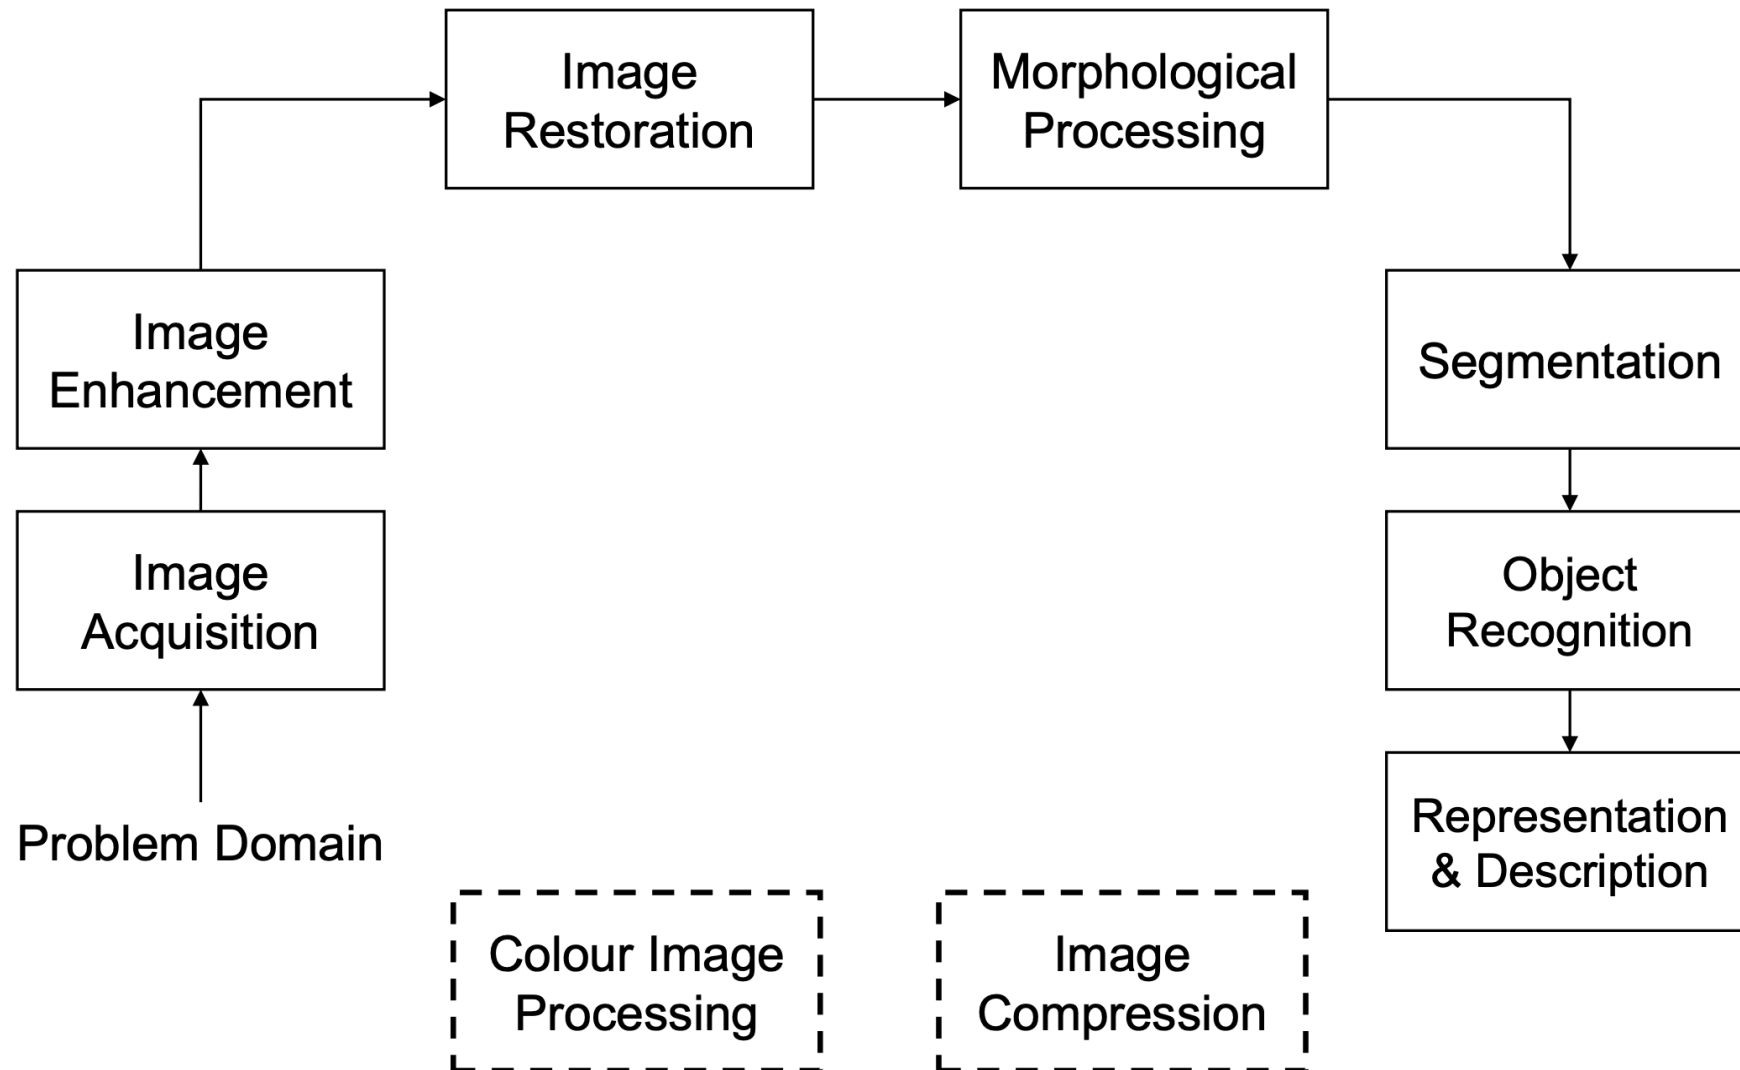 Image
Restoration
Morphological
Processing
Image
Enhancement
Segmentation
Image
Acquisition
Object
Recognition
Problem Domain
Representation
& Description
Colour Image
Processing
Image
Compression